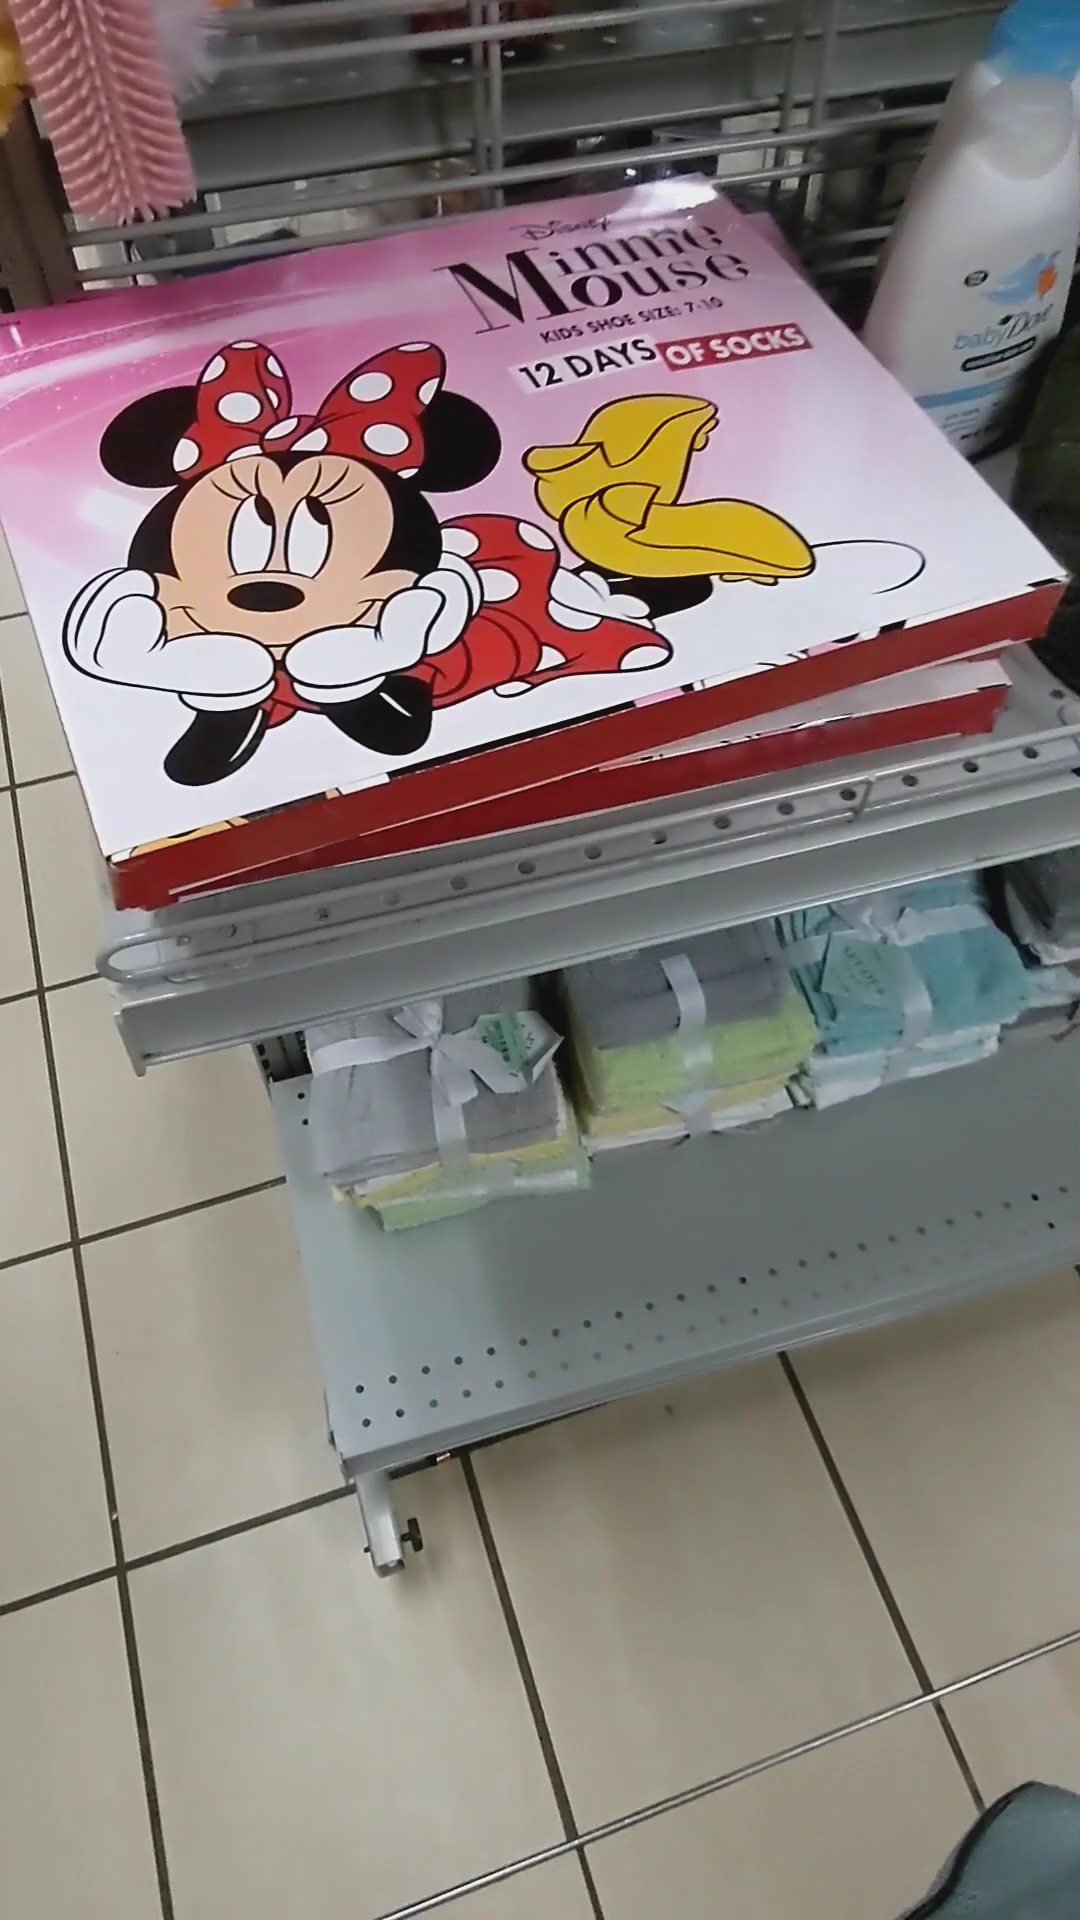 Disney
Minnie
Mouse
KIDS SHOE SIZE: 7-10
12 DAYS OF SOCKS
baby Dove